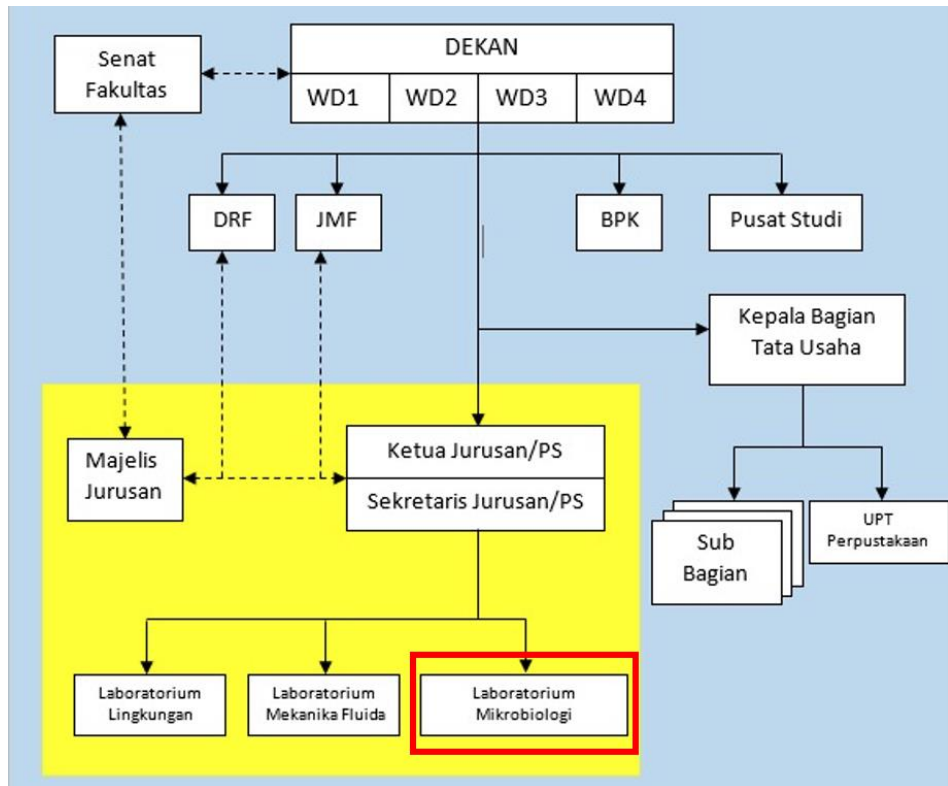 Senat
Fakultas
DEKAN
WD1 WD2 WD3 WD4
DRF JMF BPK Pusat Studi
Kepala Bagian
Tata Usaha
Majelis
Jurusan
Ketua Jurusan/PS
Sekretaris Jurusan/PS
Sub
Bagian
UPT
Perpustakaan
Laboratorium
Lingkungan
Laboratorium
Mekanika Fluida
Laboratorium
Mikrobiologi